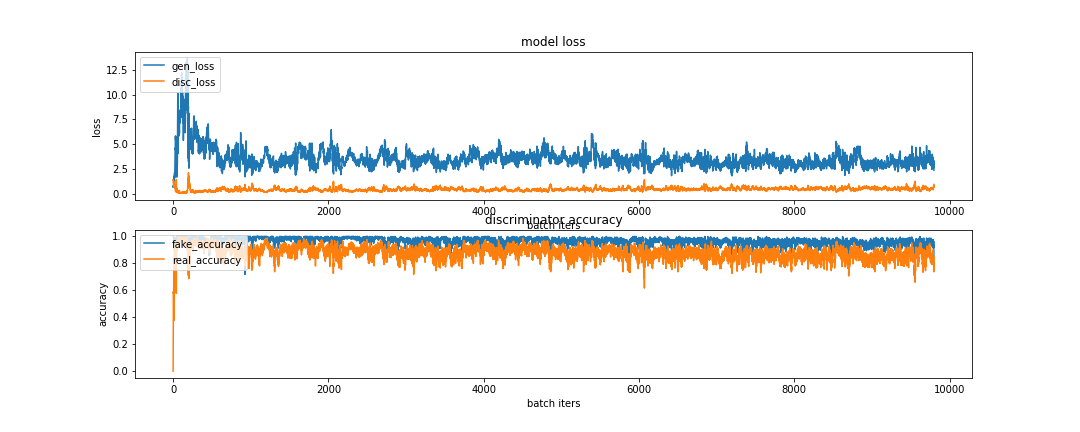 model loss
gen_loss
disc_loss
loss
12.5
10.0
7.5
5.0
2.5
0.0
0 2000 4000 6000 8000 10000
batch iters
discriminator accuracy
fake_accuracy
real_accuracy
accuracy
1.0
0.8
0.6
0.4
0.2
0.0
0 2000 4000 6000 8000 10000
batch iters